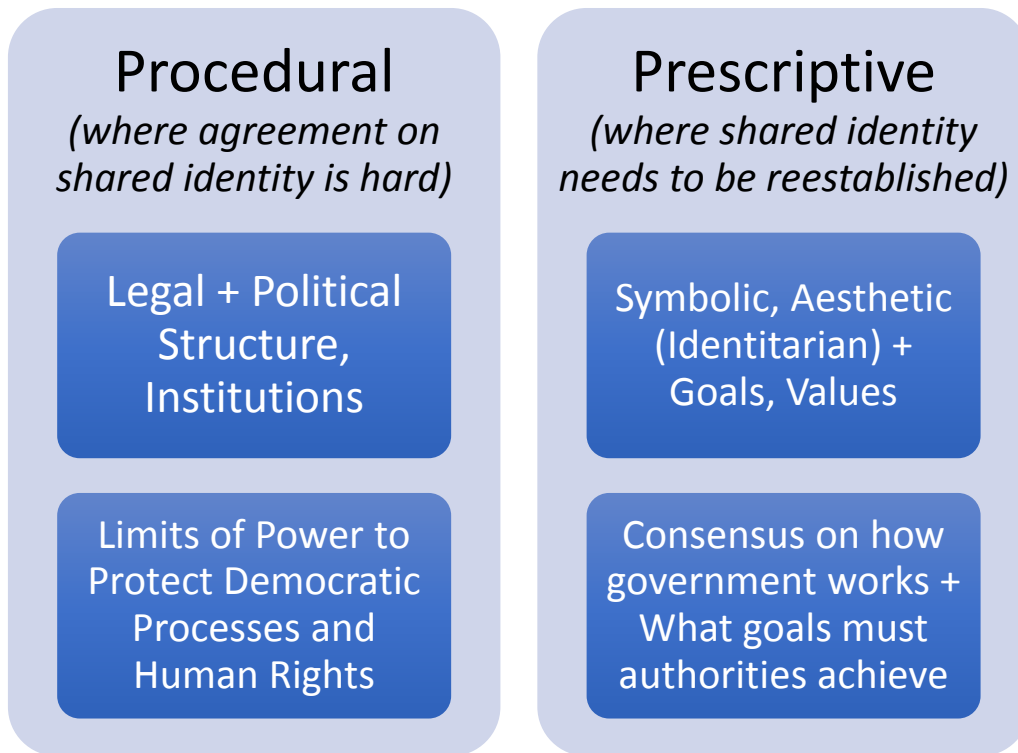 Procedural
(where agreement on
shared identity is hard)
Legal + Political
Structure,
Institutions
Limits of Power to
Protect Democratic
Processes and
Human Rights
Prescriptive
(where shared identity
needs to be reestablished)
Symbolic, Aesthetic
(Identitarian) +
Goals, Values
Consensus on how
government works +
What goals must
authorities achieve